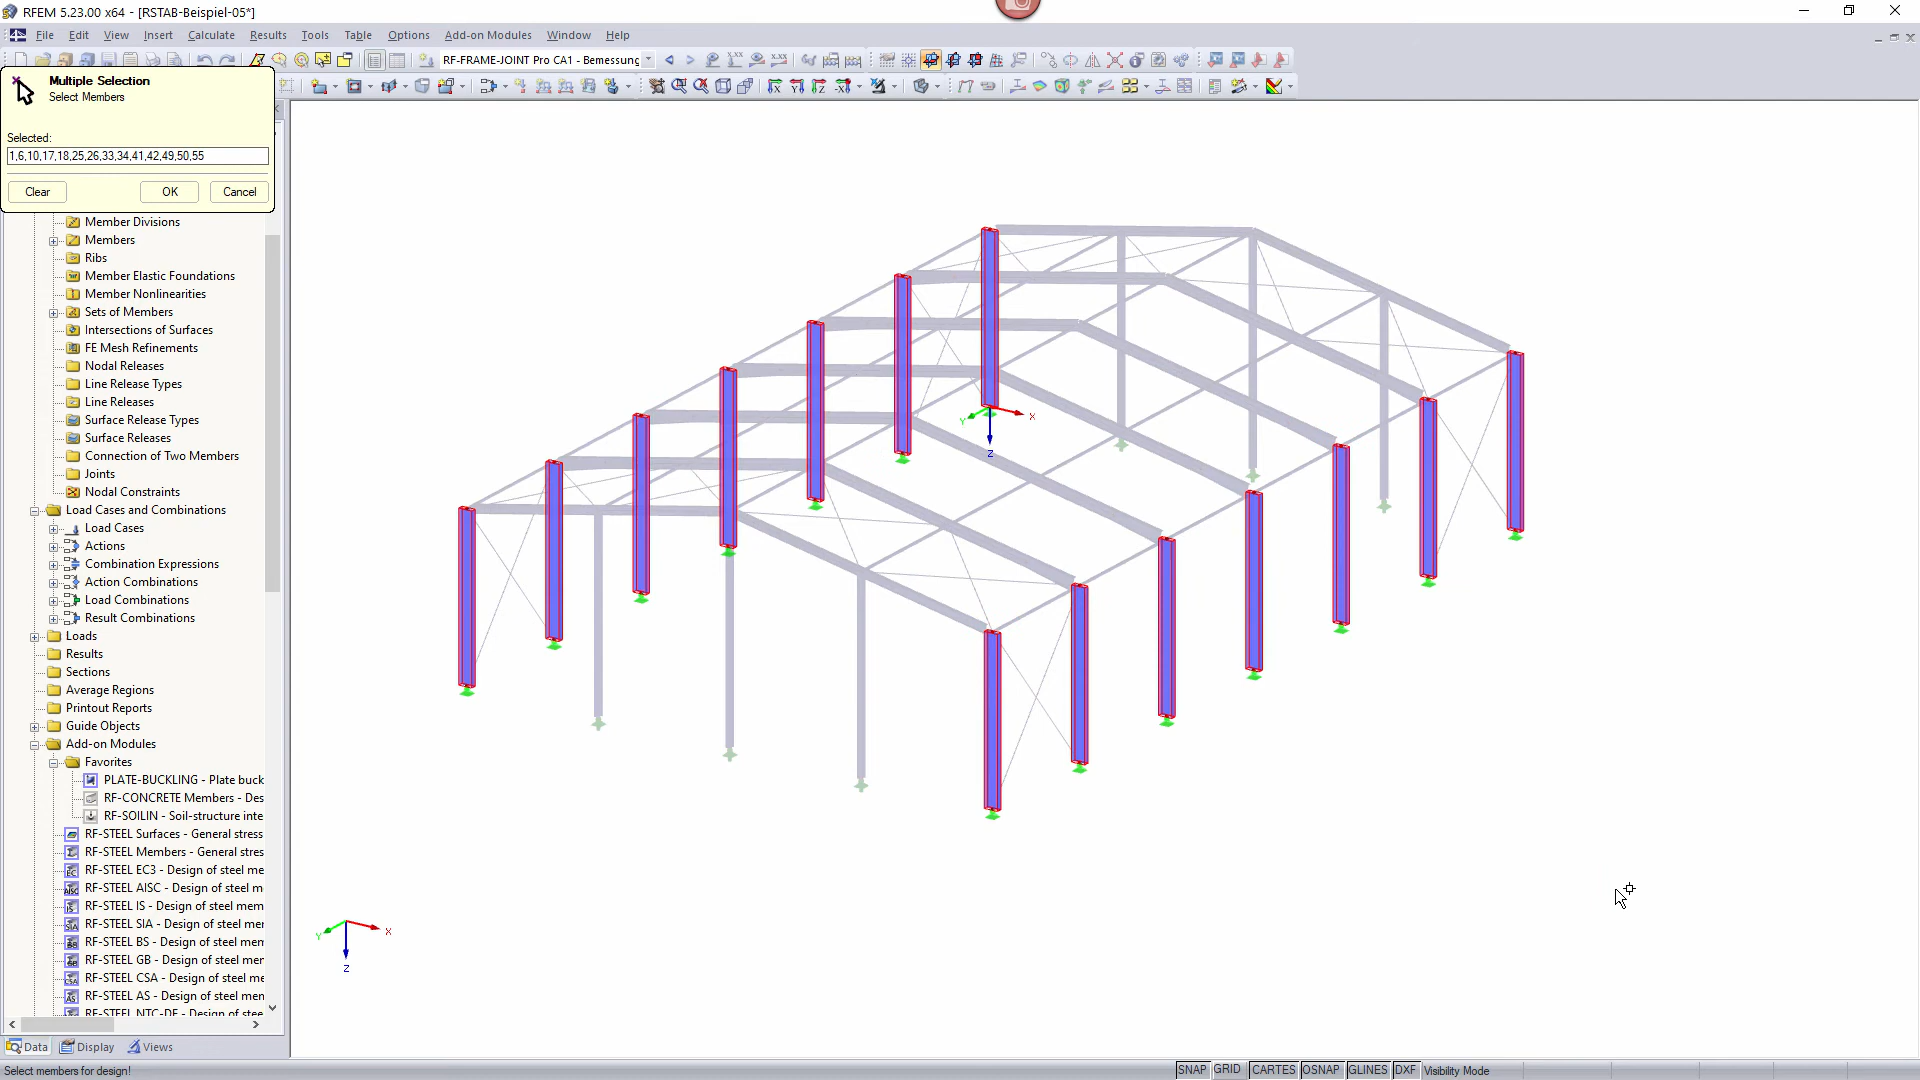 RFEM 5.23.00 x64 - [RSTAB-Beispiel-05*]
File Edit View Insert Calculate Results Tools Table Options Add-on Modules Window Help
RF-FRAME-JOINT Pro CA1 - Bemessung
Multiple Selection
Select Members
Selected:
1,6,10,17,18,25,26,33,34,41,42,49,50,55
Clear OK Cancel
Member Divisions
Members
Ribs
Member Elastic Foundations
Member Nonlinearities
Sets of Members
Intersections of Surfaces
FE Mesh Refinements
Nodal Releases
Line Release Types
Line Releases
Surface Release Types
Surface Releases
Connection of Two Members
Joints
Nodal Constraints
Load Cases and Combinations
Load Cases
Actions
Combination Expressions
Action Combinations
Load Combinations
Result Combinations
Loads
Results
Sections
Average Regions
Printout Reports
Guide Objects
Add-on Modules
Favorites
PLATE-BUCKLING - Plate buck
RF-CONCRETE Members - Des
RF-SOILIN - Soil-structure inte
RF-STEEL Surfaces - General stress
RF-STEEL Members - General stres
RF-STEEL EC3 - Design of steel me
RF-STEEL AISC - Design of steel m
RF-STEEL IS - Design of steel mem
RF-STEEL SIA - Design of steel mem
RF-STEEL BS - Design of steel mem
RF-STEEL GB - Design of steel mem
RF-STEEL CSA - Design of steel me
RF-STEEL AS - Design of steel men
RF-STEEL NTC-DF - Design of stee
Data Display Views
Y X
Z
Y X
Z
Select members for design!
SNAP GRID CARTES OSNAP GLINES DXF Visibility Mode